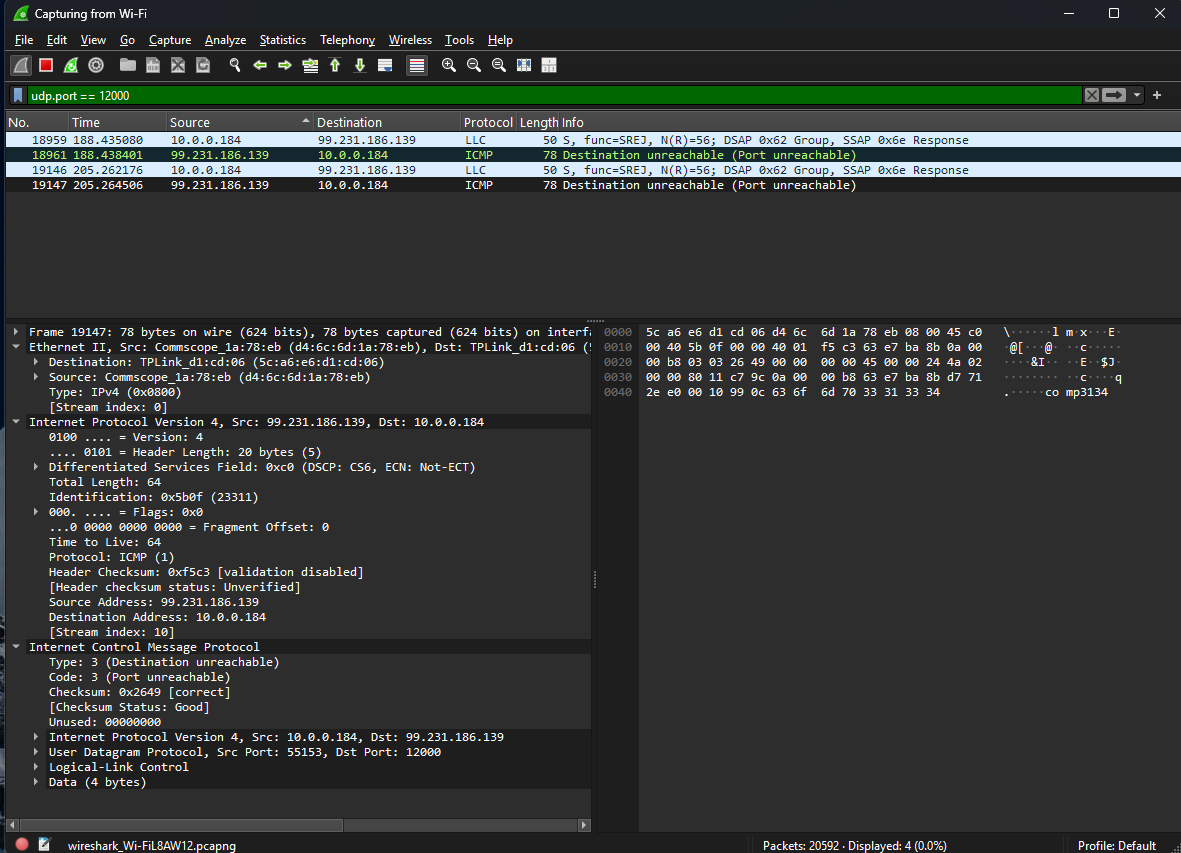 Capturing from Wi-Fi
File Edit View Go Capture Analyze Statistics Telephony Wireless Tools Help
udp.port == 12000
No. Time Source Destination Protocol Length Info
18959 188.435080 10.0.0.184 99.231.186.139 LLC 50 S, func=SREJ, N(R)=56; DSAP 0x62 Group, SSAP 0x6e Response
18961 188.438401 99.231.186.139 10.0.0.184 ICMP 78 Destination unreachable (Port unreachable)
19146 205.262176 10.0.0.184 99.231.186.139 LLC 50 S, func=SREJ, N(R)=56; DSAP 0x62 Group, SSAP 0x6e Response
19147 205.264506 99.231.186.139 10.0.0.184 ICMP 78 Destination unreachable (Port unreachable)
Frame 19147: 78 bytes on wire (624 bits), 78 bytes captured (624 bits) on interf
Ethernet II, Src: Commscope_1a:78:eb (d4:6c:6d:1a:78:eb), Dst: TPLink_d1:cd:06 (5
Destination: TPLink_d1:cd:06 (5c:a6:e6:d1:cd:06)
Source: Commscope_1a:78:eb (d4:6c:6d:1a:78:eb)
Type: IPv4 (0x0800)
[Stream index: 0]
Internet Protocol Version 4, Src: 99.231.186.139, Dst: 10.0.0.184
0100 .... = Version: 4
.... 0101 = Header Length: 20 bytes (5)
Differentiated Services Field: 0xc0 (DSCP: CS6, ECN: Not-ECT)
Total Length: 64
Identification: 0x5b0f (23311)
000. .... = Flags: 0x0
...0 0000 0000 0000 = Fragment Offset: 0
Time to Live: 64
Protocol: ICMP (1)
Header Checksum: 0xf5c3 [validation disabled]
[Header checksum status: Unverified]
Source Address: 99.231.186.139
Destination Address: 10.0.0.184
[Stream index: 10]
Internet Control Message Protocol
Type: 3 (Destination unreachable)
Code: 3 (Port unreachable)
Checksum: 0x2649 [correct]
[Checksum Status: Good]
Unused: 00000000
Internet Protocol Version 4, Src: 10.0.0.184, Dst: 99.231.186.139
User Datagram Protocol, Src Port: 55153, Dst Port: 12000
Logical-Link Control
Data (4 bytes)
0000 5c a6 e6 d1 cd 06 d4 6c 6d 1a 78 eb 08 00 45 c0 \······l m·x···E·
0010 00 40 5b 0f 00 00 40 01 f5 c3 63 e7 ba 8b 0a 00 ·@[···@· ··c·····
0020 00 b8 03 03 26 49 00 00 00 00 45 00 00 24 4a 02 ····&I·· ··E··$J·
0030 00 00 80 11 c7 9c 0a 00 00 b8 63 e7 ba 8b d7 71 ········ ··c····q
0040 2e e0 00 10 99 0c 63 6f 6d 70 33 31 33 34 .·····co mp3134
wireshark_Wi-FiL8AW12.pcapng
Packets: 20592 · Displayed: 4 (0.0%)
Profile: Default